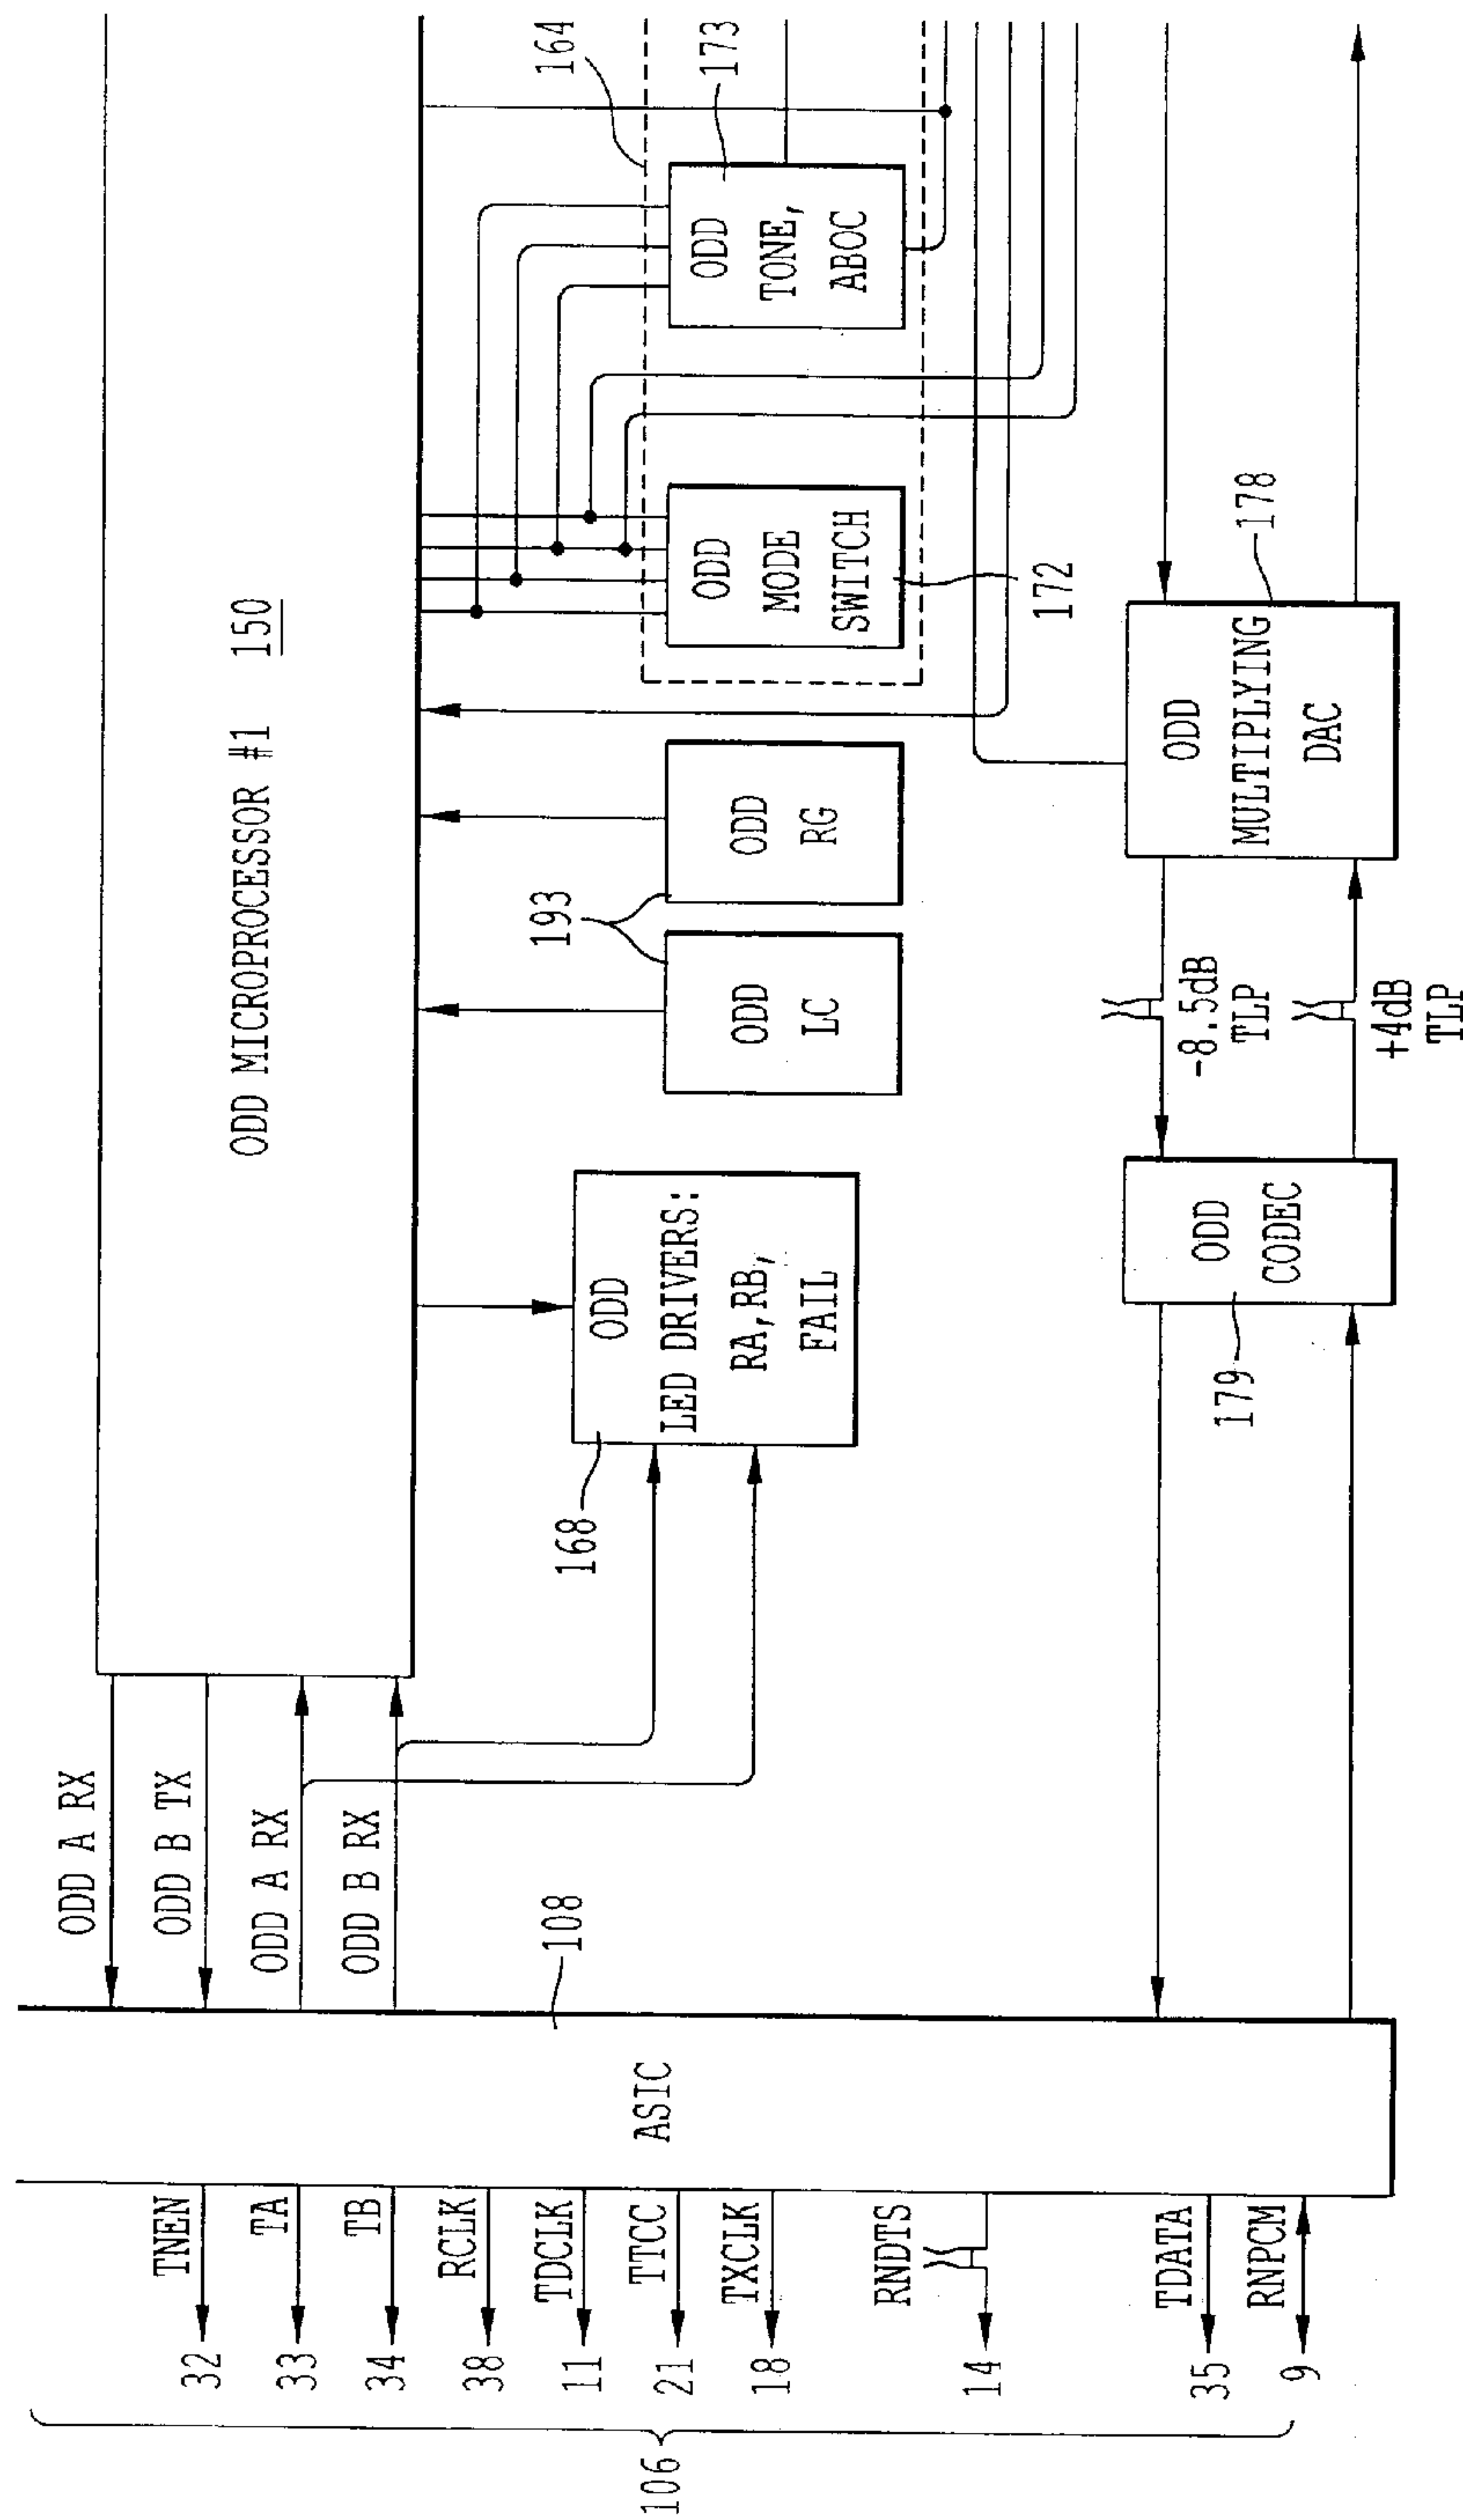 ODD MICROPROCESSOR #1 150
ODD A RX
ODD B TX
ODD A RX
ODD B RX
TNEN
32
TA
33
TB
34
RCLK
38
TDCLK
11
TTCC
21
TXCLK
18
RNDTS
14
TDATA
35
RNPCM
9
106
ASIC
108
168
ODD
LED DRIVERS:
RA,RB,
FAIL
193
ODD
LC
ODD
RG
ODD
MODE
SWITCH
172
164
173
ODD
TONE,
ABOC
179
ODD
CODEC
-8.5dB
TLP
+4dB
TLP
ODD
MULTIPLYING
DAC
178